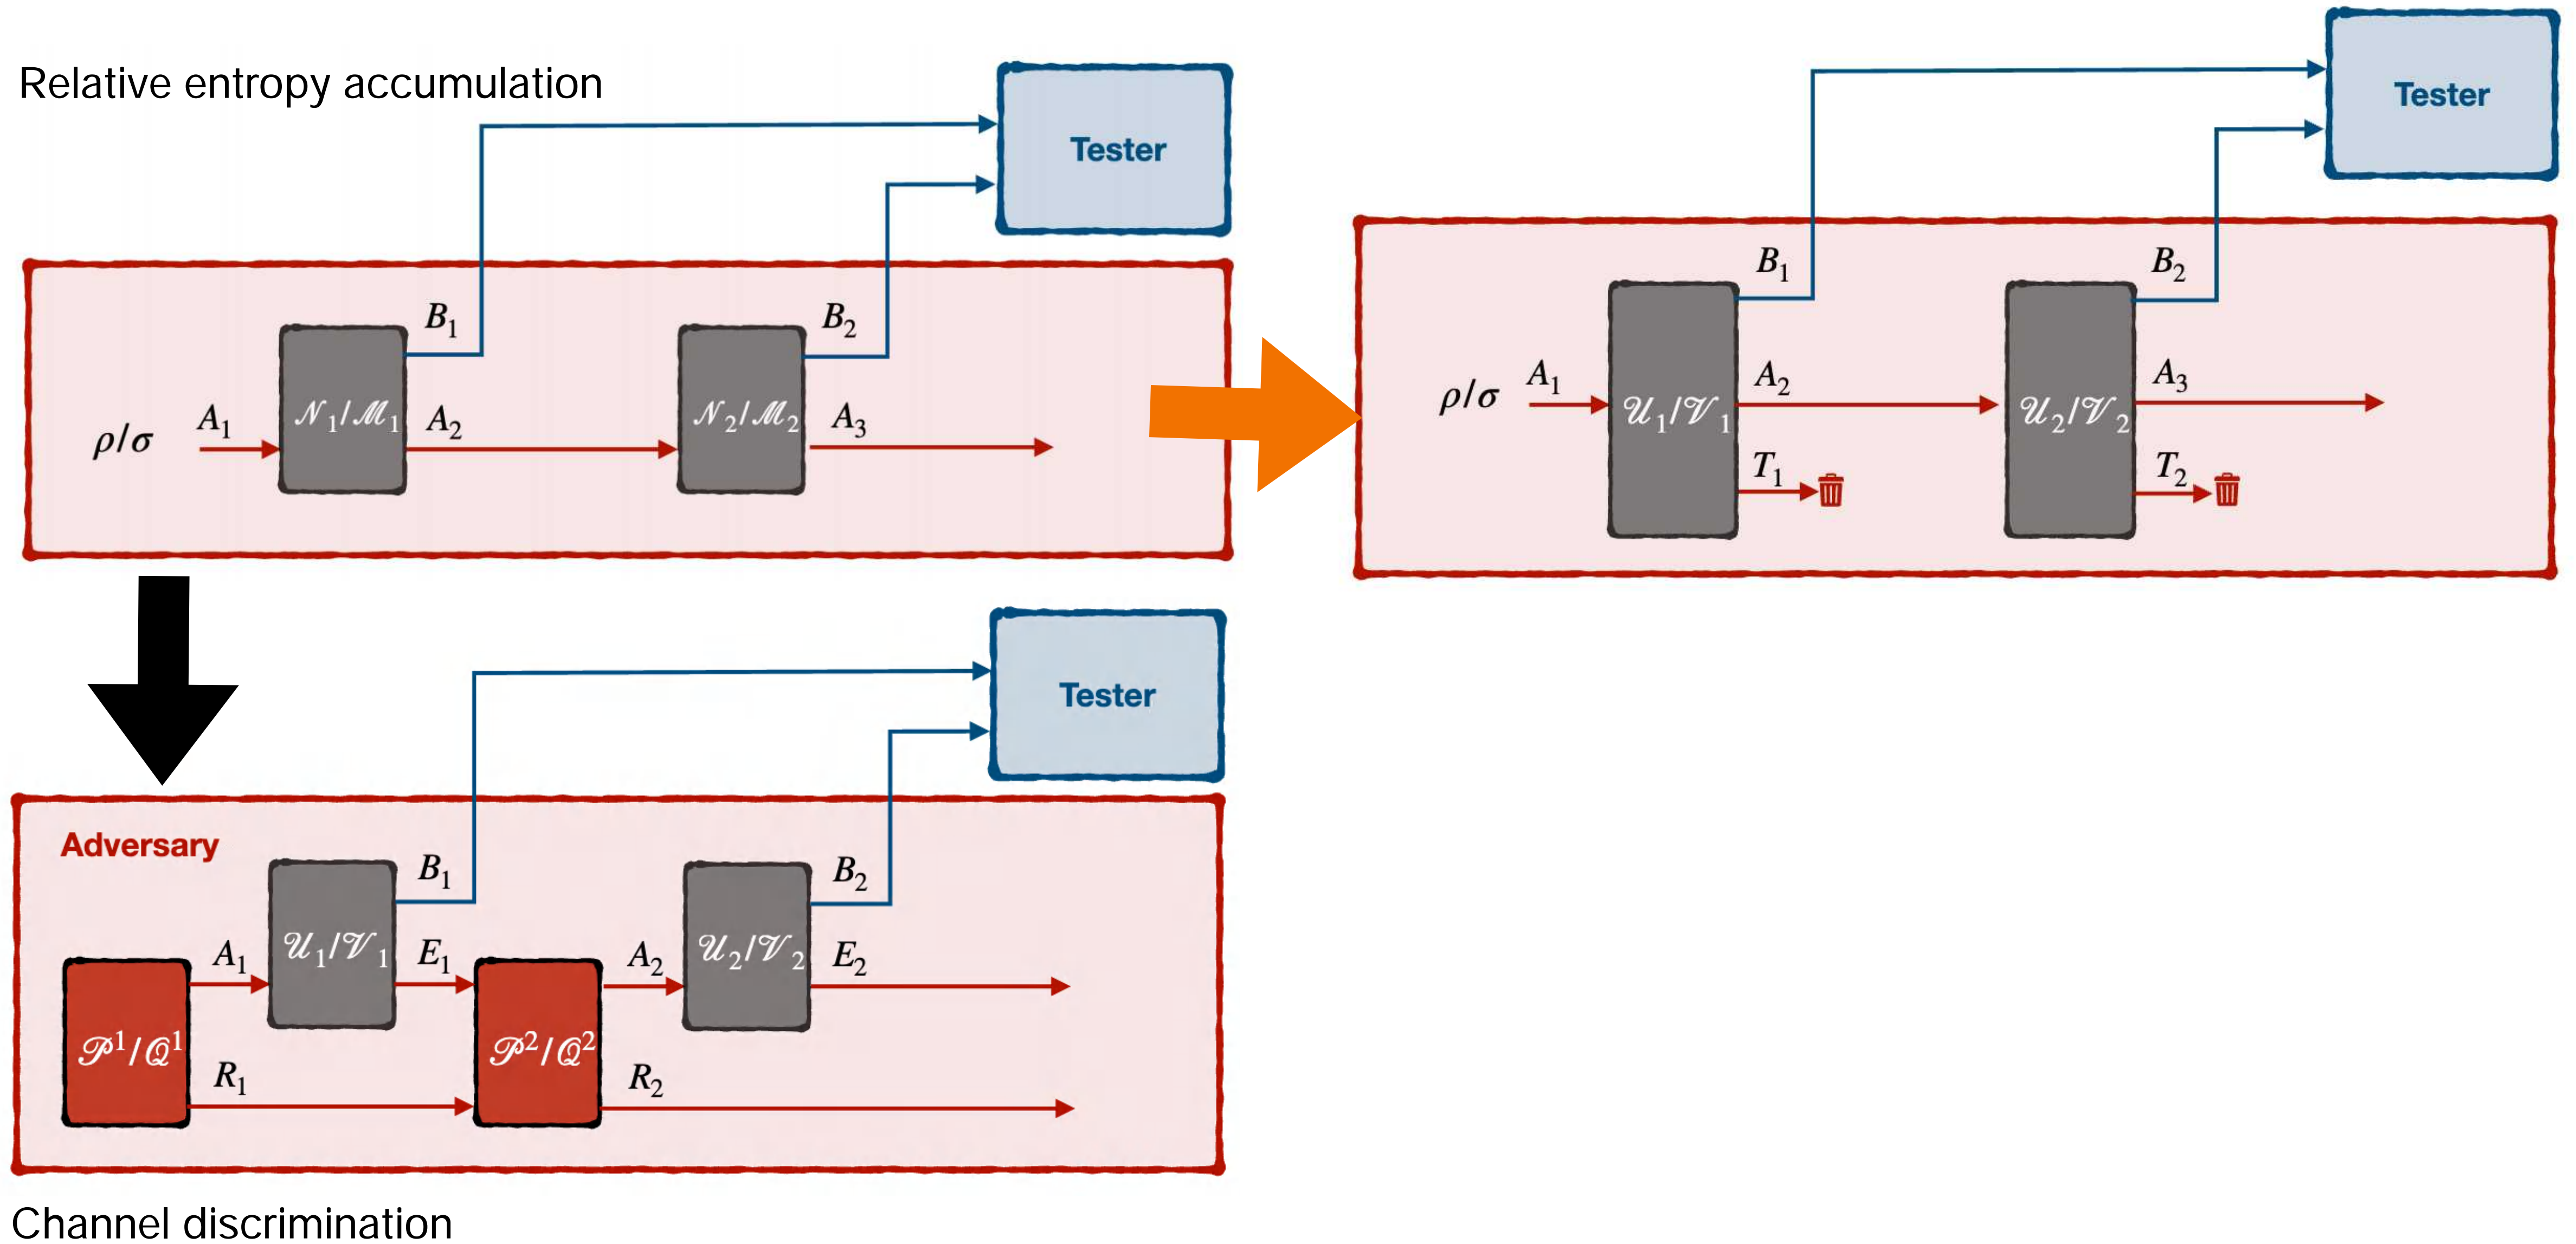 Relative entropy accumulation
Tester
B₁
B₂
ρ/σ
A₁
𝒩₁/ℳ₁
A₂
𝒩₂/ℳ₂
A₃
Tester
B₁
B₂
ρ/σ
A₁
𝒰₁/𝒱₁
A₂
𝒰₂/𝒱₂
A₃
T₁
T₂
Tester
Adversary
B₁
B₂
A₁
𝒰₁/𝒱₁
E₁
A₂
𝒰₂/𝒱₂
E₂
𝒫¹/𝒬¹
R₁
𝒫²/𝒬²
R₂
Channel discrimination